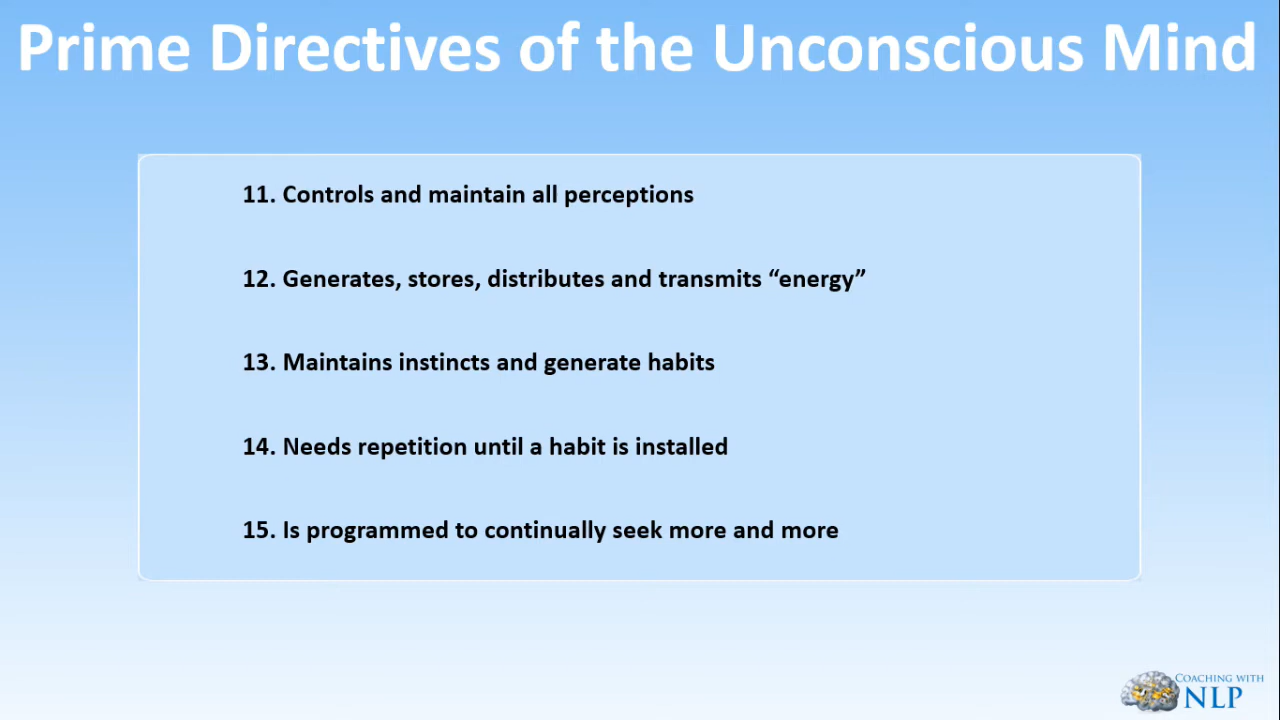 Prime Directives of the Unconscious Mind
11. Controls and maintain all perceptions
12. Generates, stores, distributes and transmits “energy”
13. Maintains instincts and generate habits
14. Needs repetition until a habit is installed
15. Is programmed to continually seek more and more
COACHING WITH
NLP